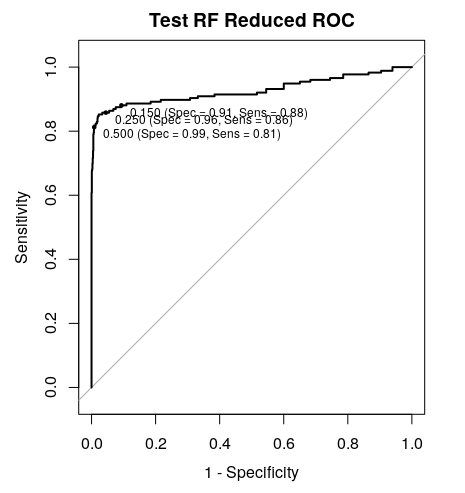 Test RF Reduced ROC
1.0
0.8
0.6
0.4
0.2
0.0
Sensitivity
0.150 (Spec = 0.91, Sens = 0.88)
0.250 (Spec = 0.96, Sens = 0.86)
0.500 (Spec = 0.99, Sens = 0.81)
0.0 0.2 0.4 0.6 0.8 1.0
1 - Specificity